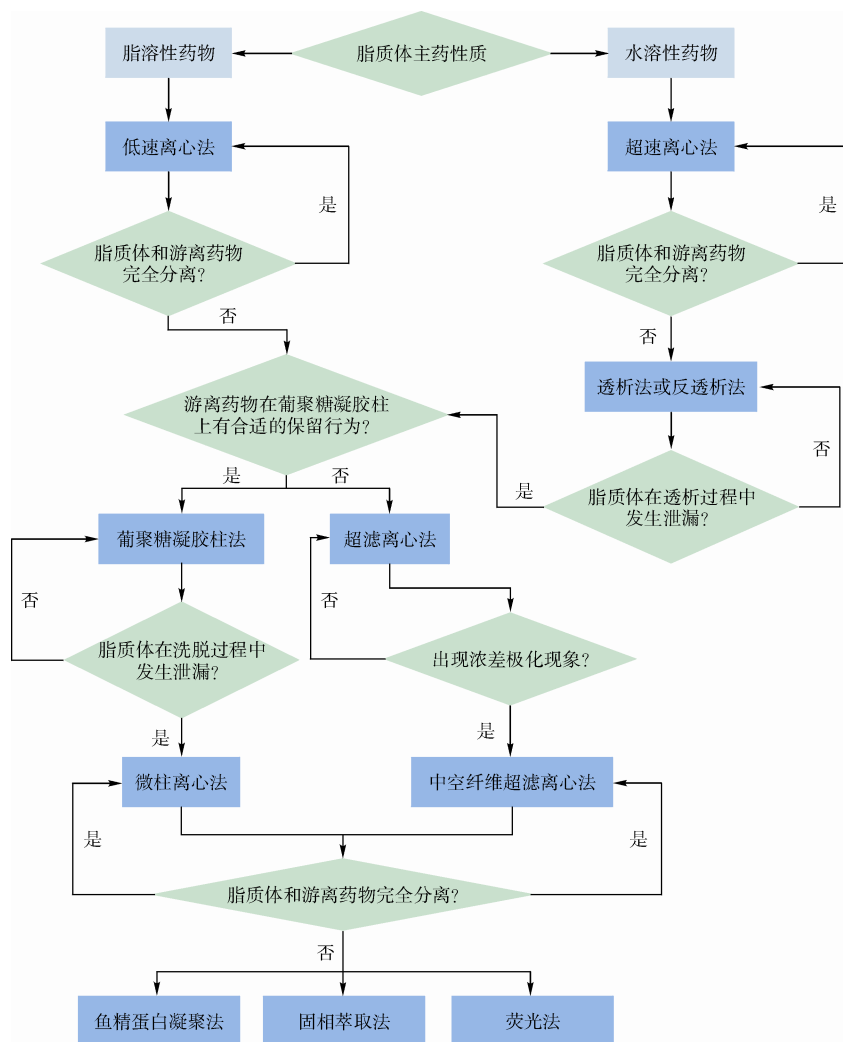 脂溶性药物
脂质体主药性质
水溶性药物
低速离心法
超速离心法
是
是
脂质体和游离药物
完全分离?
脂质体和游离药物
完全分离?
否
否
透析法或反透析法
游离药物在葡聚糖凝胶柱
上有合适的保留行为?
否
是
否
是
脂质体在透析过程中
发生泄漏?
葡聚糖凝胶柱法
超滤离心法
否
否
脂质体在洗脱过程中
发生泄漏?
出现浓差极化现象?
是
是
微柱离心法
中空纤维超滤离心法
是
是
脂质体和游离药物完全分离?
否
鱼精蛋白凝聚法
固相萃取法
荧光法